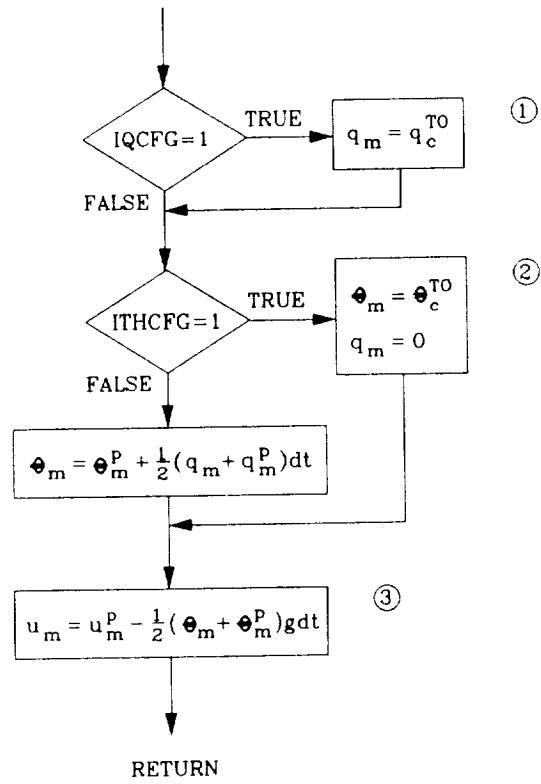 IQCFG=1
TRUE
q_m = q_c^TO
①
FALSE
ITHCFG=1
TRUE
θ_m = θ_c^TO
q_m = 0
②
FALSE
θ_m = θ_m^p + 1/2 (q_m + q_m^p)dt
u_m = u_m^p - 1/2 (θ_m + θ_m^p)gdt
③
RETURN